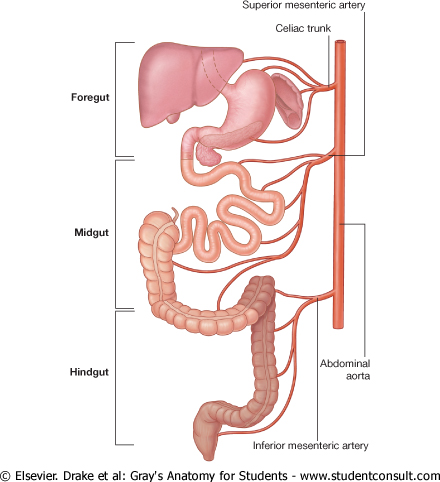 Superior mesenteric artery
Celiac trunk
Foregut
Midgut
Hindgut
Abdominal
aorta
Inferior mesenteric artery
© Elsevier. Drake et al: Gray's Anatomy for Students - www.studentconsult.com